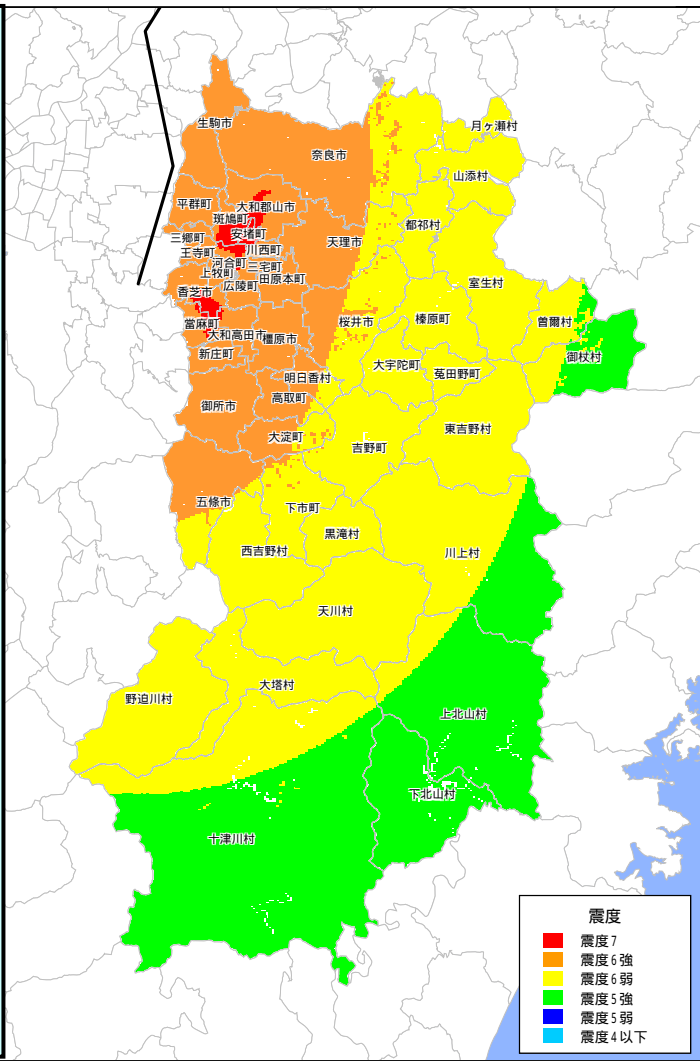 月ヶ瀬村
生駒市
奈良市
山添村
平群町
大和郡山市
斑鳩町
都祁村
安堵町
三郷町
天理市
川西町
王寺町
河合町
三宅町
上牧町
田原本町
室生村
広陵町
香芝市
榛原町
曽爾村
當麻町
桜井市
大和高田市
橿原市
新庄町
御杖村
大宇陀町
菟田野町
明日香村
高取町
御所市
東吉野村
大淀町
吉野町
五條市
下市町
黒滝村
西吉野村
川上村
天川村
大塔村
野迫川村
上北山村
下北山村
十津川村
震度
震度7
震度6強
震度6弱
震度5強
震度5弱
震度4以下